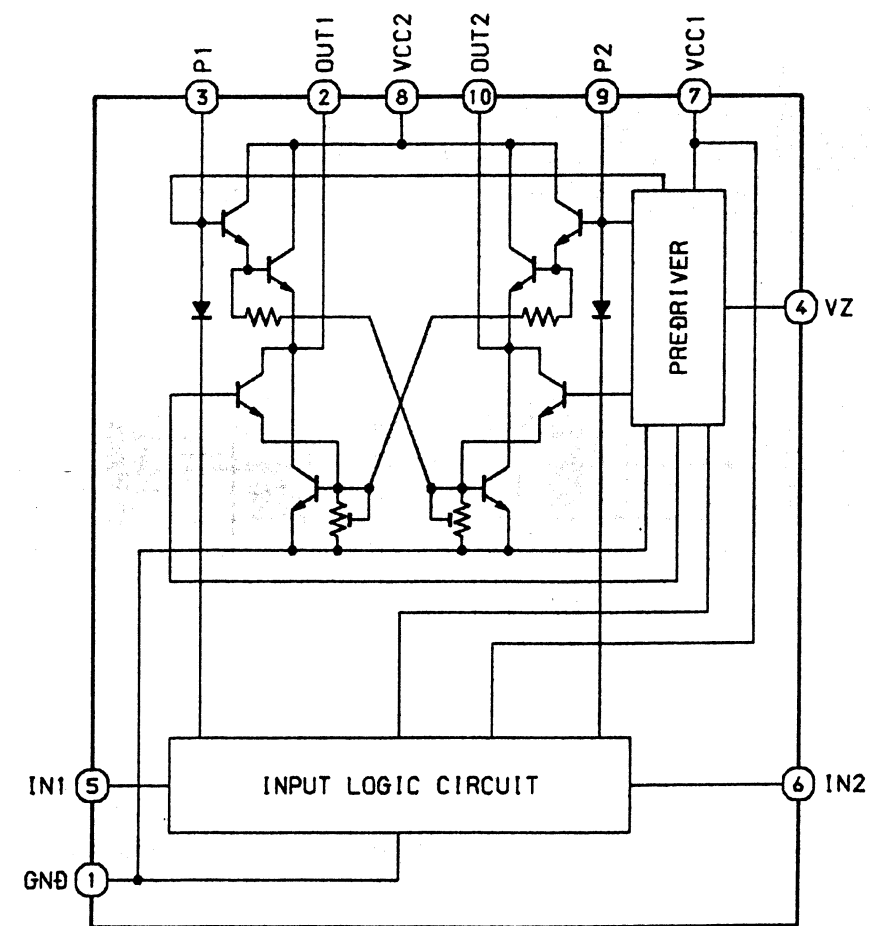 P1
OUT1
VCC2
OUT2
P2
VCC1
3
2
8
10
9
7
PREDRIVER
4 VZ
INPUT LOGIC CIRCUIT
IN1 5
6 IN2
GND 1